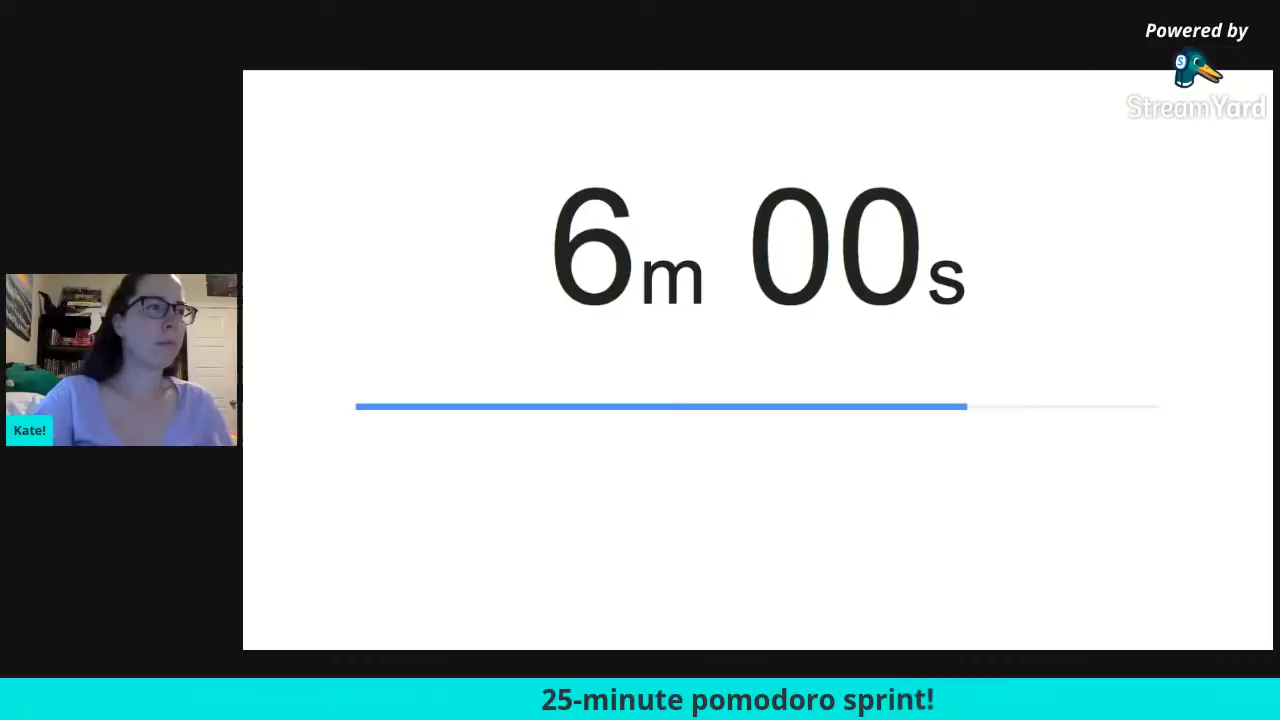 Powered by
StreamYard
6m 00s
Kate!
25-minute pomodoro sprint!